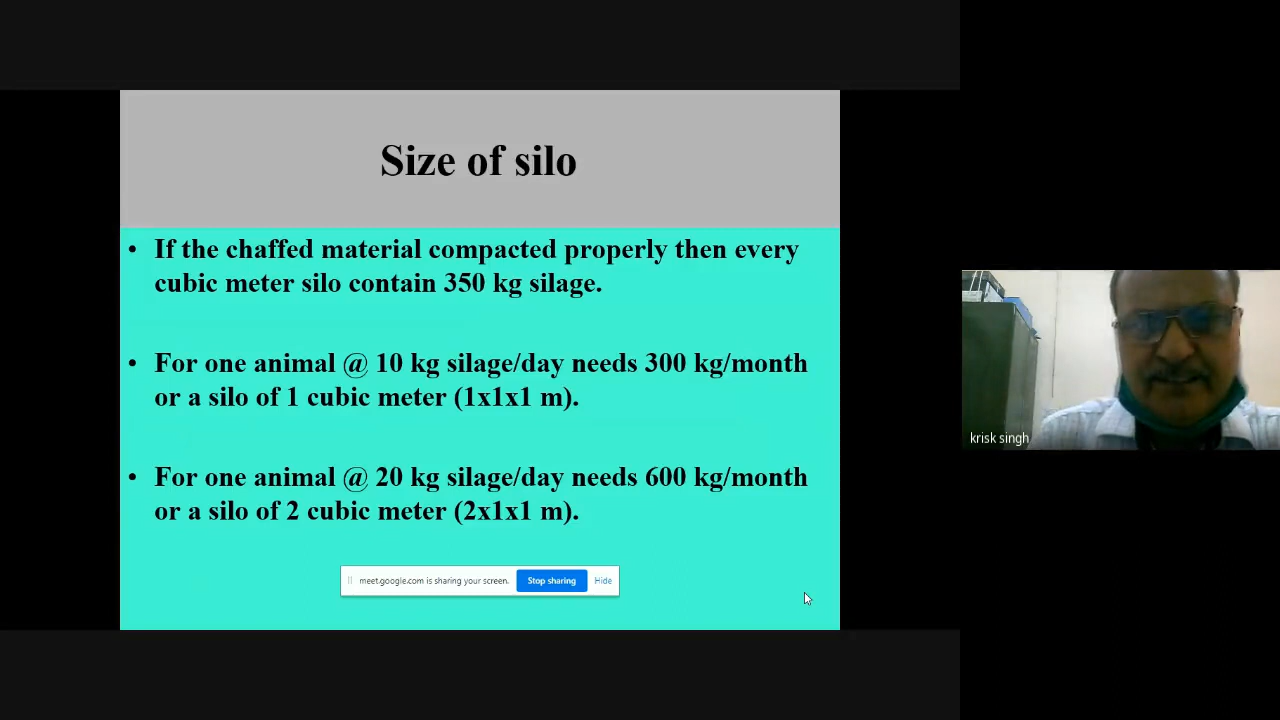 Size of silo
• If the chaffed material compacted properly then every
cubic meter silo contain 350 kg silage.
• For one animal @ 10 kg silage/day needs 300 kg/month
or a silo of 1 cubic meter (1x1x1 m).
• For one animal @ 20 kg silage/day needs 600 kg/month
or a silo of 2 cubic meter (2x1x1 m).
meet.google.com is sharing your screen. Stop sharing Hide
krisk singh